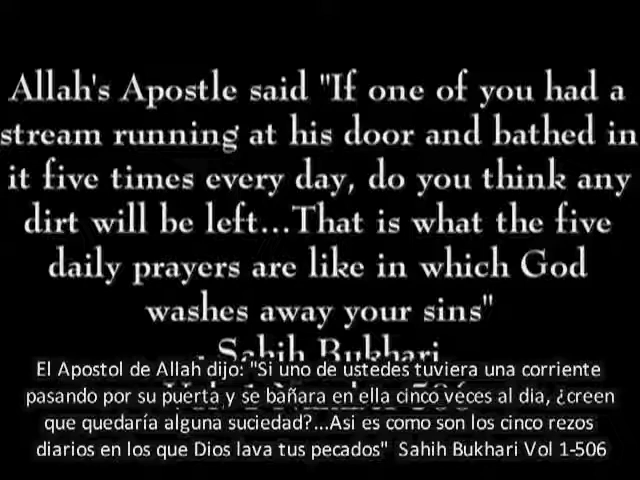 Allah's Apostle said "If one of you had a
stream running at his door and bathed in
it five times every day, do you think any
dirt will be left...That is what the five
daily prayers are like in which God
washes away your sins"
- Sahih Bukhari
El Apostol de Allah dijo: "Si uno de ustedes tuviera una corriente
pasando por su puerta y se bañara en ella cinco veces al día, ¿creen
que quedaría alguna suciedad?...Asi es como son los cinco rezos
diarios en los que Dios lava tus pecados" Sahih Bukhari Vol 1-506